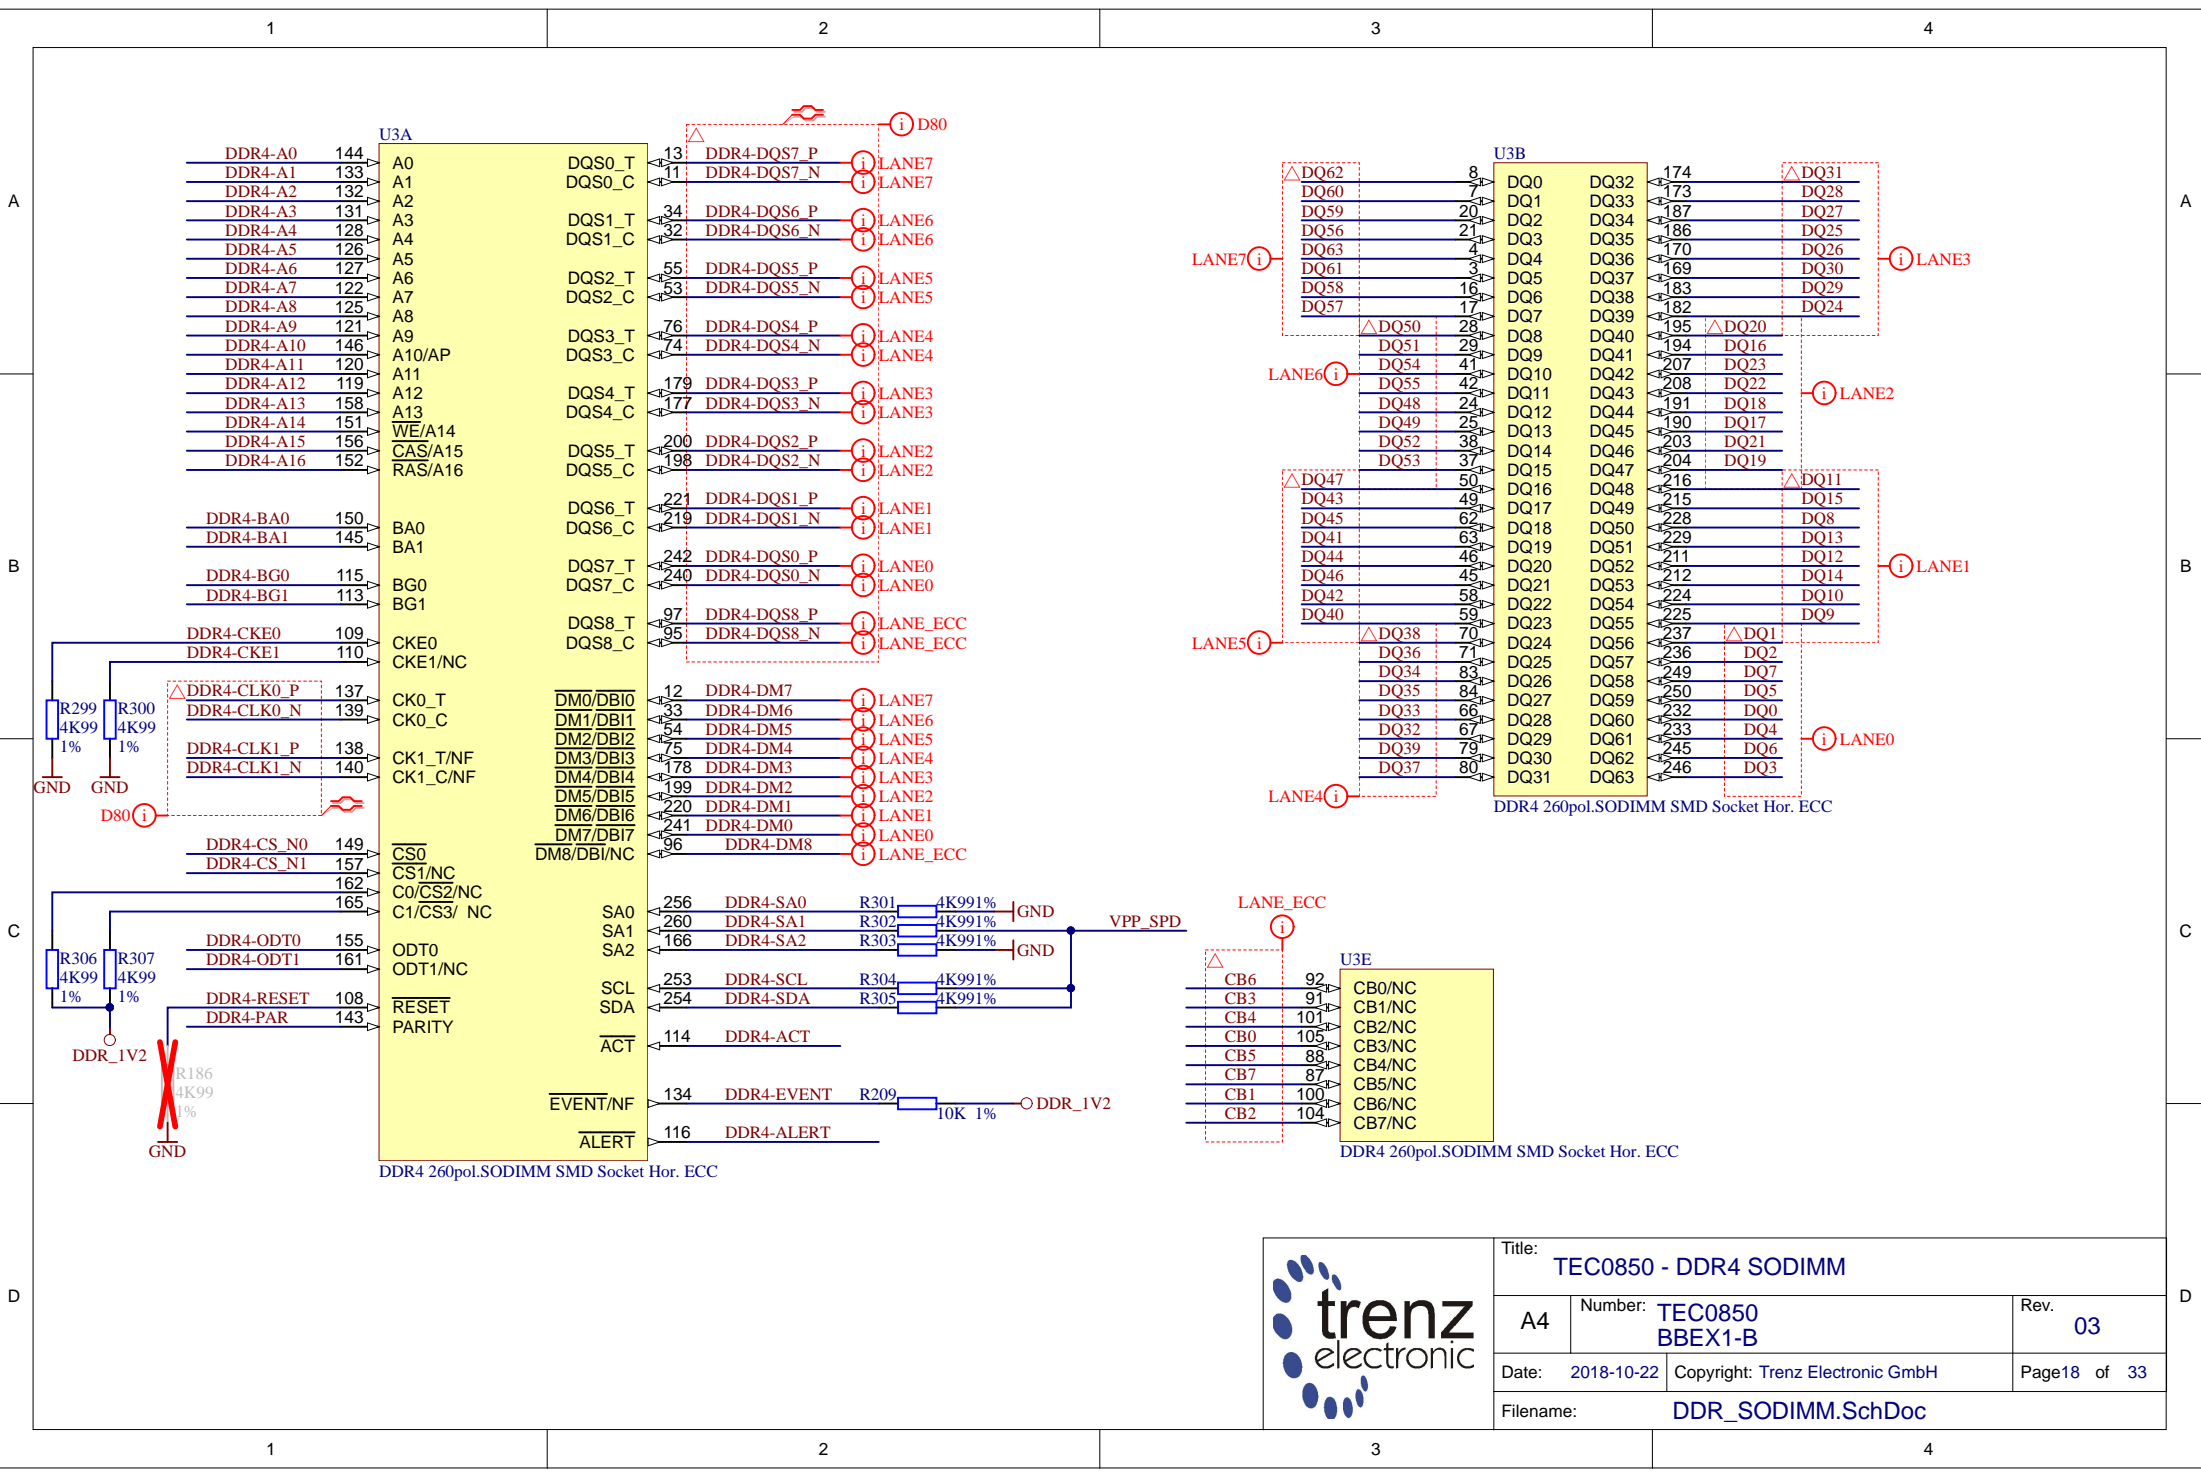 1 2 3 4
A A
B B
C C
D D
U3A
DDR4-A0 144 A0
DDR4-A1 133 A1
DDR4-A2 132 A2
DDR4-A3 131 A3
DDR4-A4 128 A4
DDR4-A5 126 A5
DDR4-A6 127 A6
DDR4-A7 122 A7
DDR4-A8 125 A8
DDR4-A9 121 A9
DDR4-A10 146 A10/AP
DDR4-A11 120 A11
DDR4-A12 119 A12
DDR4-A13 158 A13
DDR4-A14 151 WE/A14
DDR4-A15 156 CAS/A15
DDR4-A16 152 RAS/A16
DDR4-BA0 150 BA0
DDR4-BA1 145 BA1
DDR4-BG0 115 BG0
DDR4-BG1 113 BG1
DDR4-CKE0 109 CKE0
DDR4-CKE1 110 CKE1/NC
DDR4-CLK0_P 137 CK0_T
DDR4-CLK0_N 139 CK0_C
DDR4-CLK1_P 138 CK1_T/NF
DDR4-CLK1_N 140 CK1_C/NF
R299 4K99 1% GND
R300 4K99 1% GND
D80
DDR4-CS_N0 149 CS0
DDR4-CS_N1 157 CS1/NC
162 C0/CS2/NC
165 C1/CS3/ NC
DDR4-ODT0 155 ODT0
DDR4-ODT1 161 ODT1/NC
DDR4-RESET 108 RESET
DDR4-PAR 143 PARITY
R306 4K99 1%
R307 4K99 1%
DDR_1V2
R186 4K99 1%
GND
D80
DQS0_T 13 DDR4-DQS7_P LANE7
DQS0_C 11 DDR4-DQS7_N LANE7
DQS1_T 34 DDR4-DQS6_P LANE6
DQS1_C 32 DDR4-DQS6_N LANE6
DQS2_T 55 DDR4-DQS5_P LANE5
DQS2_C 53 DDR4-DQS5_N LANE5
DQS3_T 76 DDR4-DQS4_P LANE4
DQS3_C 74 DDR4-DQS4_N LANE4
DQS4_T 179 DDR4-DQS3_P LANE3
DQS4_C 177 DDR4-DQS3_N LANE3
DQS5_T 200 DDR4-DQS2_P LANE2
DQS5_C 198 DDR4-DQS2_N LANE2
DQS6_T 221 DDR4-DQS1_P LANE1
DQS6_C 219 DDR4-DQS1_N LANE1
DQS7_T 242 DDR4-DQS0_P LANE0
DQS7_C 240 DDR4-DQS0_N LANE0
DQS8_T 97 DDR4-DQS8_P LANE_ECC
DQS8_C 95 DDR4-DQS8_N LANE_ECC
DM0/DBI0 12 DDR4-DM7 LANE7
DM1/DBI1 33 DDR4-DM6 LANE6
DM2/DBI2 54 DDR4-DM5 LANE5
DM3/DBI3 75 DDR4-DM4 LANE4
DM4/DBI4 178 DDR4-DM3 LANE3
DM5/DBI5 199 DDR4-DM2 LANE2
DM6/DBI6 220 DDR4-DM1 LANE1
DM7/DBI7 241 DDR4-DM0 LANE0
DM8/DBI/NC 96 DDR4-DM8 LANE_ECC
SA0 256 DDR4-SA0 R301 4K991% GND
SA1 260 DDR4-SA1 R302 4K991% VPP_SPD
SA2 166 DDR4-SA2 R303 4K991% GND
SCL 253 DDR4-SCL R304 4K991%
SDA 254 DDR4-SDA R305 4K991%
ACT 114 DDR4-ACT
EVENT/NF 134 DDR4-EVENT R209 10K 1% DDR_1V2
ALERT 116 DDR4-ALERT
DDR4 260pol.SODIMM SMD Socket Hor. ECC
U3B
DQ62 8 DQ0 DQ32 174 DQ31
DQ60 7 DQ1 DQ33 173 DQ28
DQ59 20 DQ2 DQ34 187 DQ27
DQ56 21 DQ3 DQ35 186 DQ25
LANE7 DQ63 4 DQ4 DQ36 170 DQ26 LANE3
DQ61 3 DQ5 DQ37 169 DQ30
DQ58 16 DQ6 DQ38 183 DQ29
DQ57 17 DQ7 DQ39 182 DQ24
DQ50 28 DQ8 DQ40 195 DQ20
DQ51 29 DQ9 DQ41 194 DQ16
LANE6 DQ54 41 DQ10 DQ42 207 DQ23
DQ55 42 DQ11 DQ43 208 DQ22 LANE2
DQ48 24 DQ12 DQ44 191 DQ18
DQ49 25 DQ13 DQ45 190 DQ17
DQ52 38 DQ14 DQ46 203 DQ21
DQ53 37 DQ15 DQ47 204 DQ19
DQ47 50 DQ16 DQ48 216 DQ11
DQ43 49 DQ17 DQ49 215 DQ15
DQ45 62 DQ18 DQ50 228 DQ8
DQ41 63 DQ19 DQ51 229 DQ13
DQ44 46 DQ20 DQ52 211 DQ12 LANE1
DQ46 45 DQ21 DQ53 212 DQ14
DQ42 58 DQ22 DQ54 224 DQ10
DQ40 59 DQ23 DQ55 225 DQ9
LANE5 DQ38 70 DQ24 DQ56 237 DQ1
DQ36 71 DQ25 DQ57 236 DQ2
DQ34 83 DQ26 DQ58 249 DQ7
DQ35 84 DQ27 DQ59 250 DQ5
DQ33 66 DQ28 DQ60 232 DQ0
DQ32 67 DQ29 DQ61 233 DQ4 LANE0
DQ39 79 DQ30 DQ62 245 DQ6
DQ37 80 DQ31 DQ63 246 DQ3
LANE4
DDR4 260pol.SODIMM SMD Socket Hor. ECC
LANE_ECC
U3E
CB6 92 CB0/NC
CB3 91 CB1/NC
CB4 101 CB2/NC
CB0 105 CB3/NC
CB5 88 CB4/NC
CB7 87 CB5/NC
CB1 100 CB6/NC
CB2 104 CB7/NC
DDR4 260pol.SODIMM SMD Socket Hor. ECC
trenz
electronic
Title: TEC0850 - DDR4 SODIMM
A4 Number: TEC0850 BBEX1-B Rev. 03
Date: 2018-10-22 Copyright: Trenz Electronic GmbH Page18 of 33
Filename: DDR_SODIMM.SchDoc
1 2 3 4